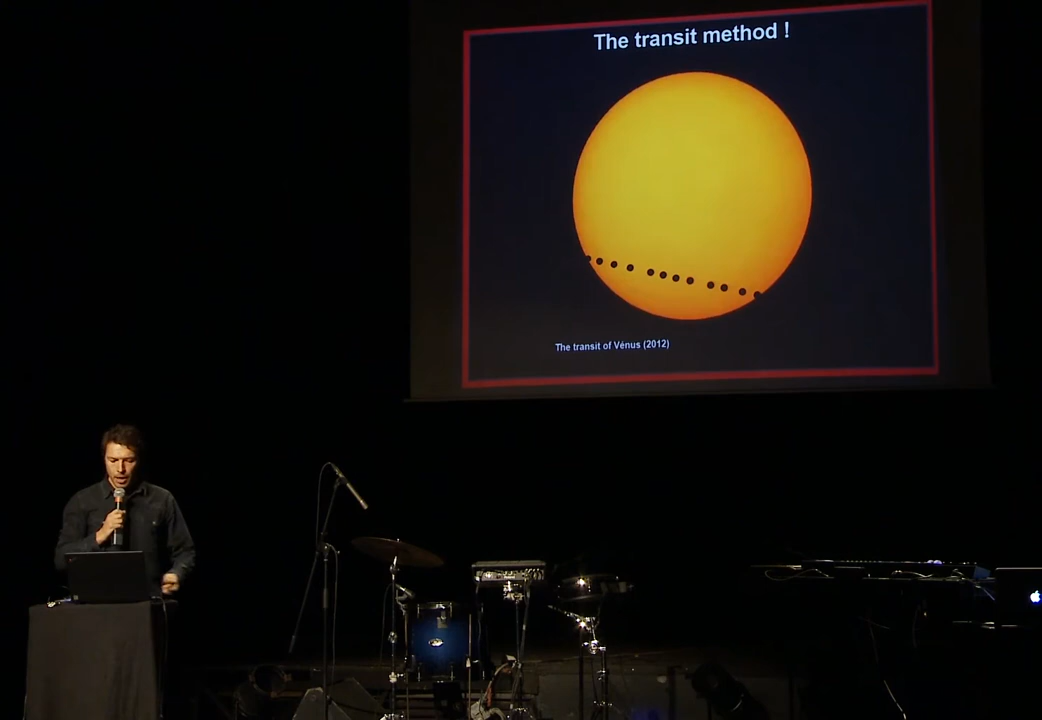 The transit method !
The transit of Vénus (2012)